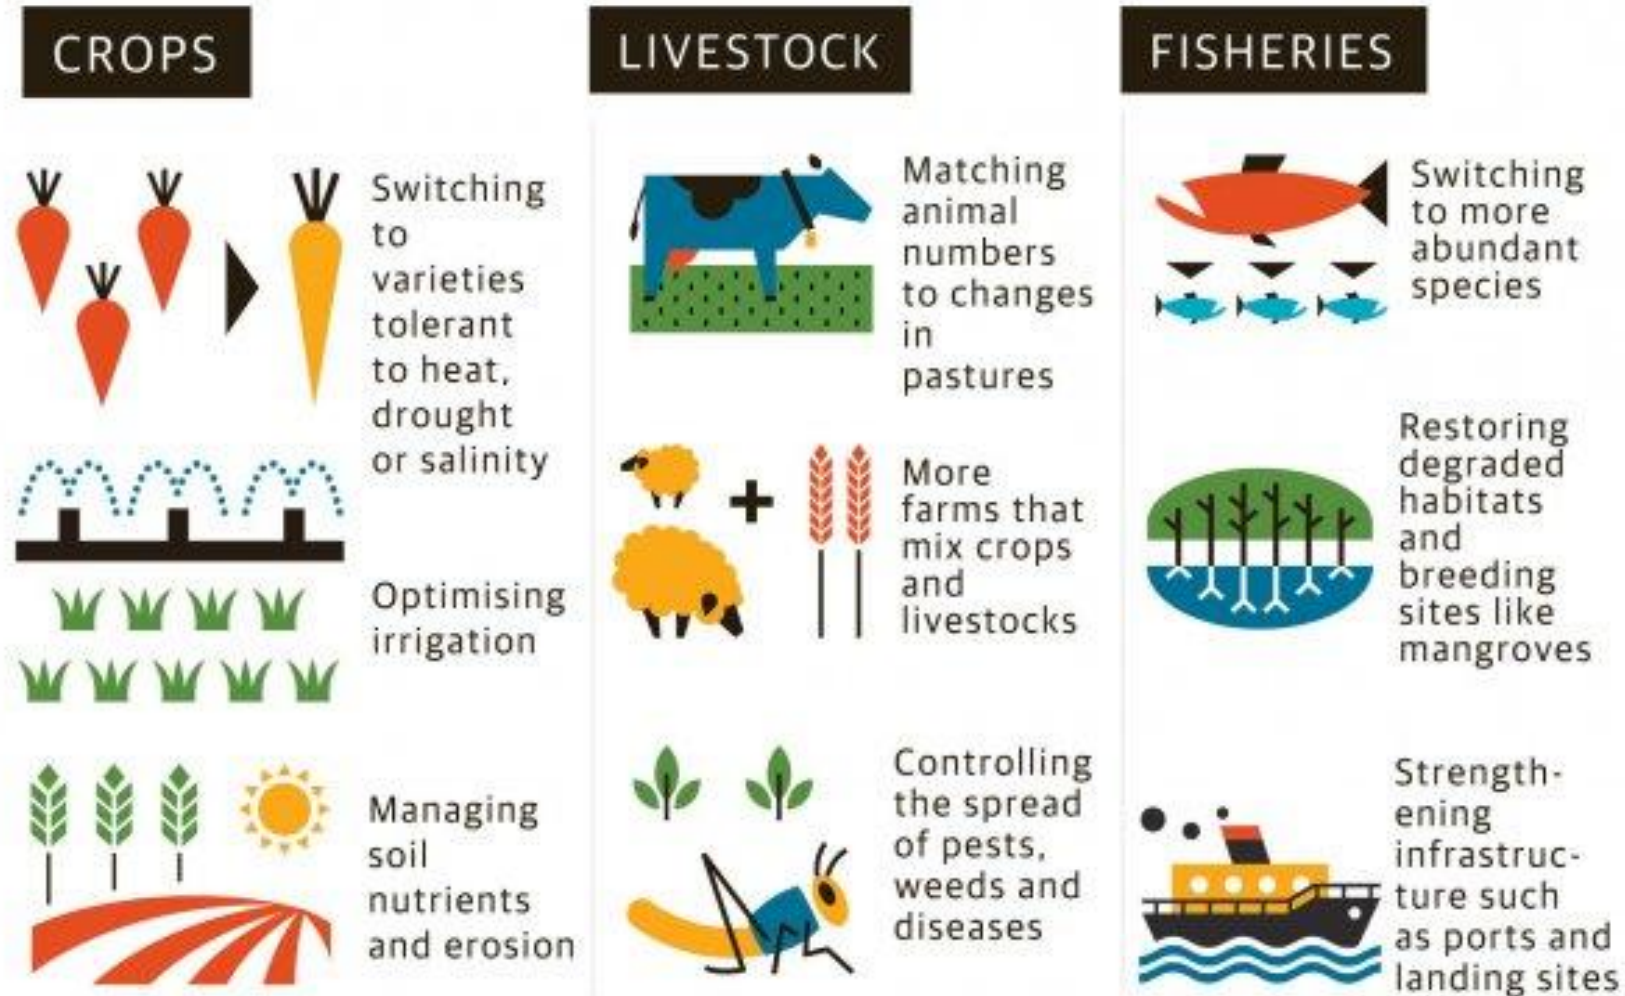 CROPS
Switching
to
varieties
tolerant
to heat,
drought
or salinity
Optimising
irrigation
Managing
soil
nutrients
and erosion
LIVESTOCK
Matching
animal
numbers
to changes
in
pastures
More
farms that
mix crops
and
livestocks
Controlling
the spread
of pests,
weeds and
diseases
FISHERIES
Switching
to more
abundant
species
Restoring
degraded
habitats
and
breeding
sites like
mangroves
Strength-
ening
infrastruc-
ture such
as ports and
landing sites